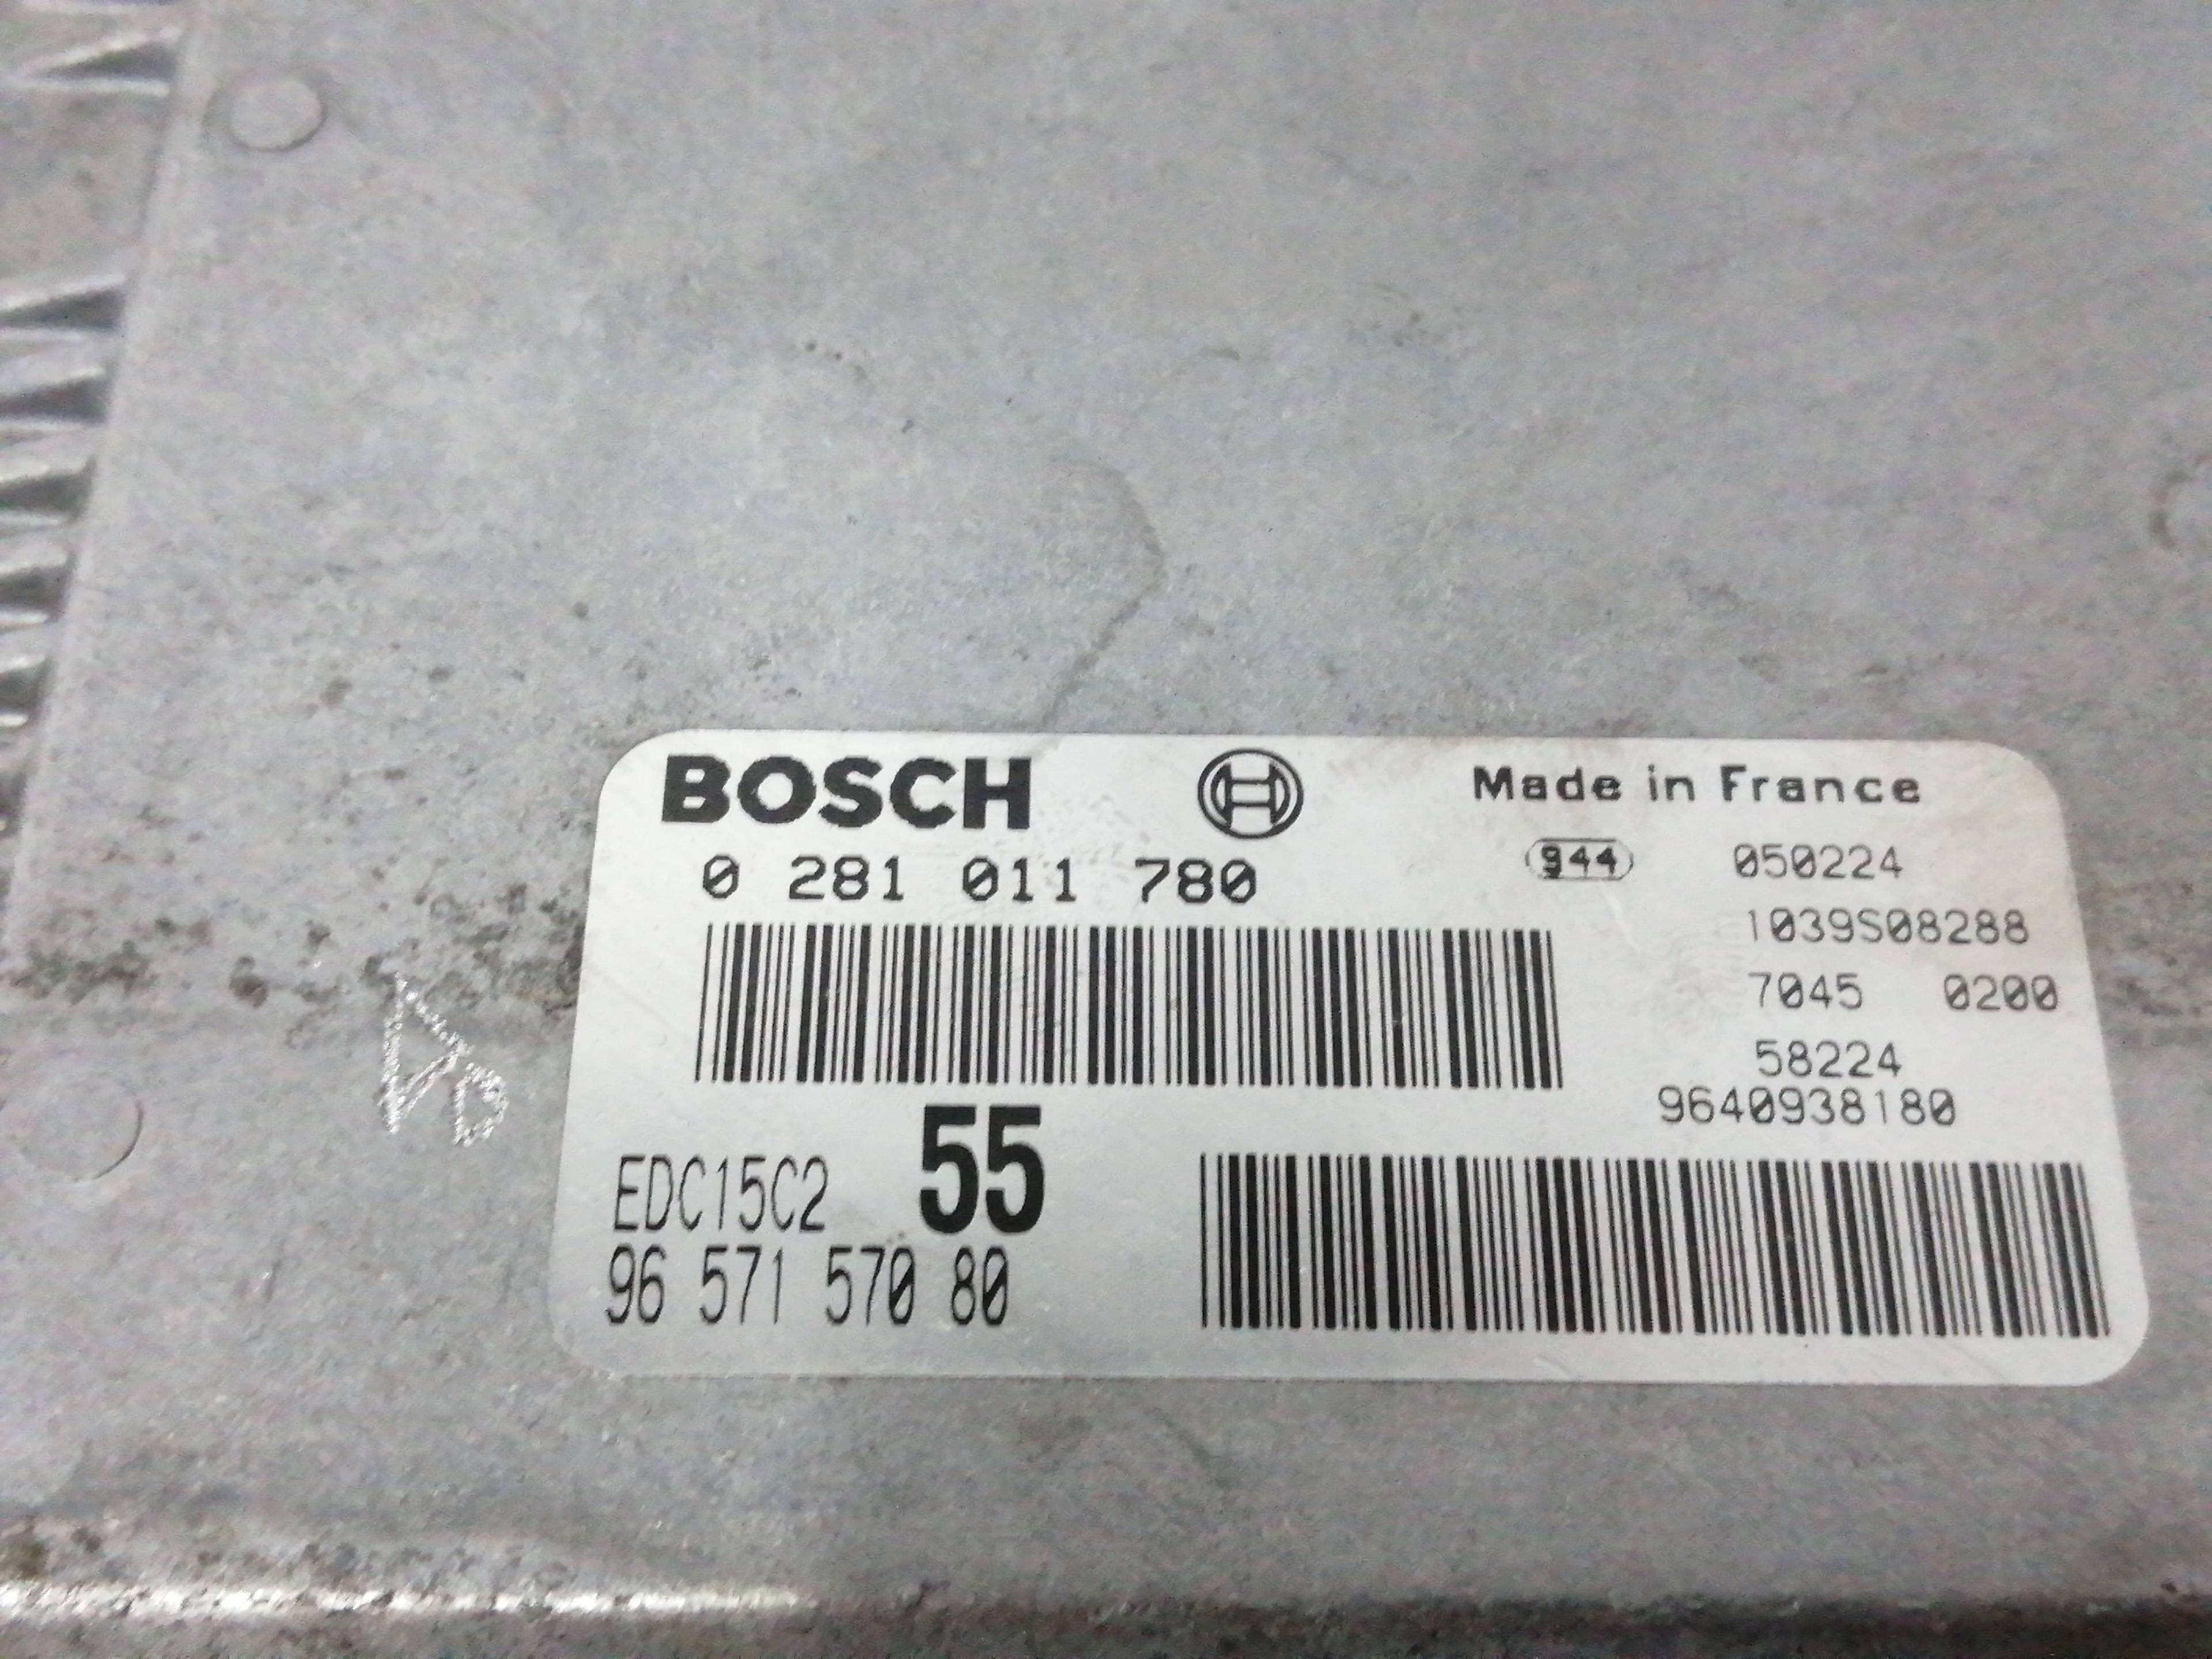 BOSCH
Made in France
0 281 011 780
944
050224
1039S08288
7045 0200
58224
9640938180
55
EDC15C2
96 571 570 80